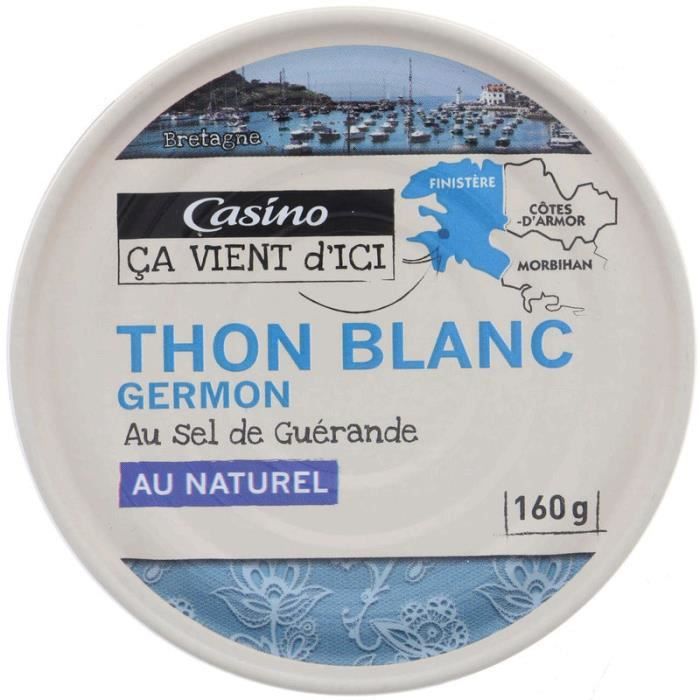 Bretagne
FINISTÈRE
CÔTES
-D'ARMOR
MORBIHAN
Casino
ÇA VIENT d'ICI
THON BLANC
GERMON
Au Sel de Guérande
AU NATUREL
160 g